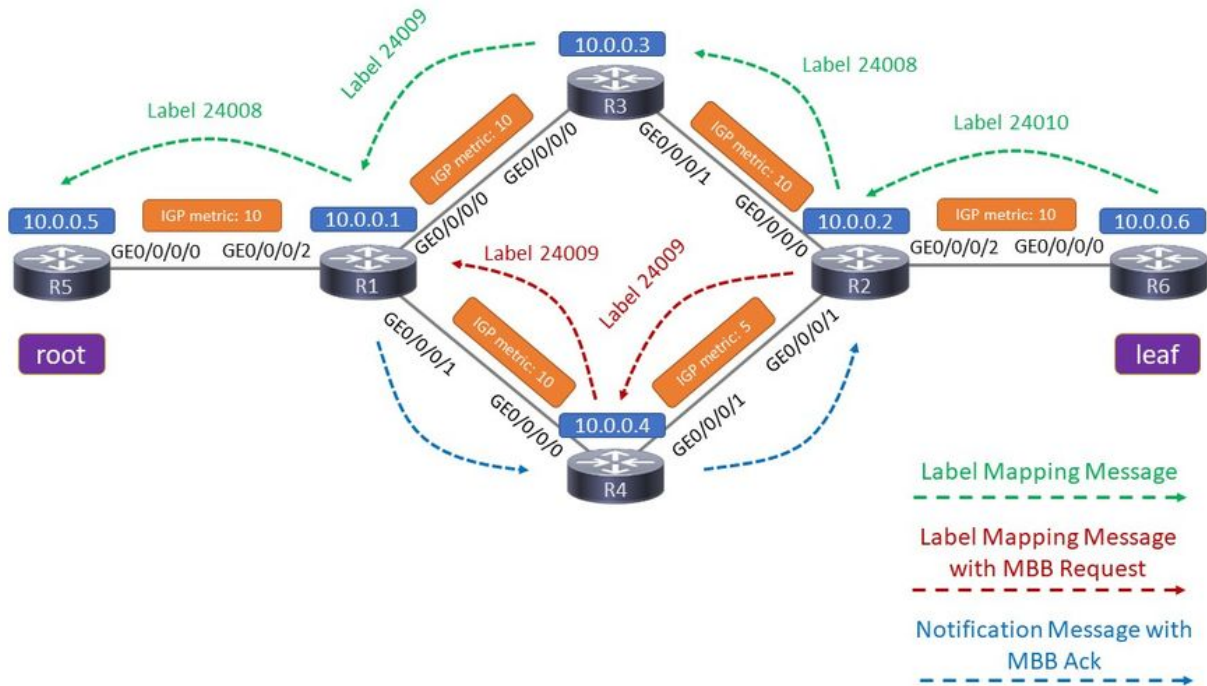 10.0.0.3
R3
Label 24009
Label 24008
Label 24008
Label 24010
IGP metric: 10
GE0/0/0/0
GE0/0/0/1
IGP metric: 10
10.0.0.5
IGP metric: 10
10.0.0.1
GE0/0/0/0
GE0/0/0/0
10.0.0.2
IGP metric: 10
10.0.0.6
GE0/0/0/0
GE0/0/0/2
GE0/0/0/2
GE0/0/0/0
R5
R1
R2
R6
Label 24009
Label 24009
root
leaf
GE0/0/0/1
IGP metric: 10
IGP metric: 5
GE0/0/0/1
GE0/0/0/0
10.0.0.4
GE0/0/0/1
R4
Label Mapping Message
Label Mapping Message
with MBB Request
Notification Message with
MBB Ack